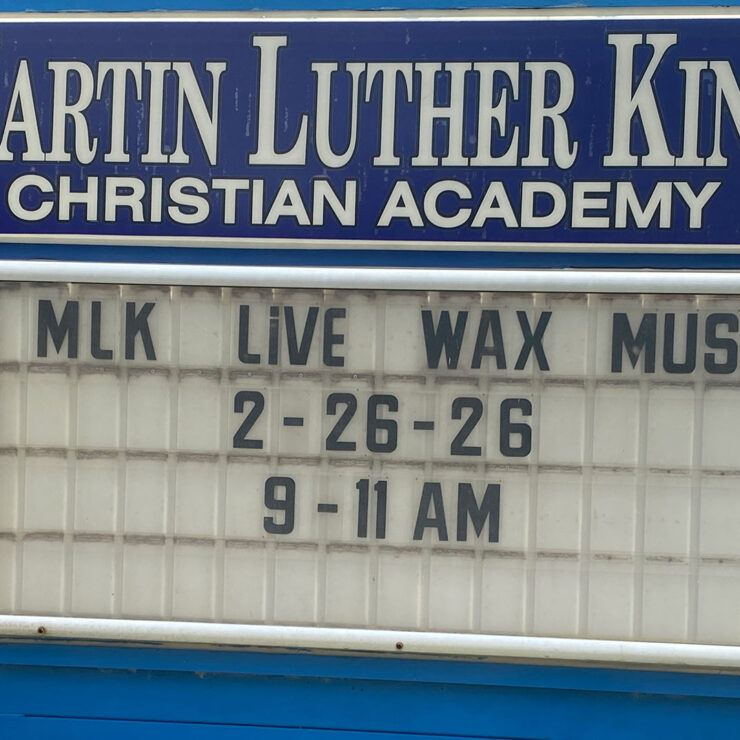 ARTIN LUTHER KIN
CHRISTIAN ACADEMY
MLK LiVE WAX MUS
2-26-26
9-11 AM